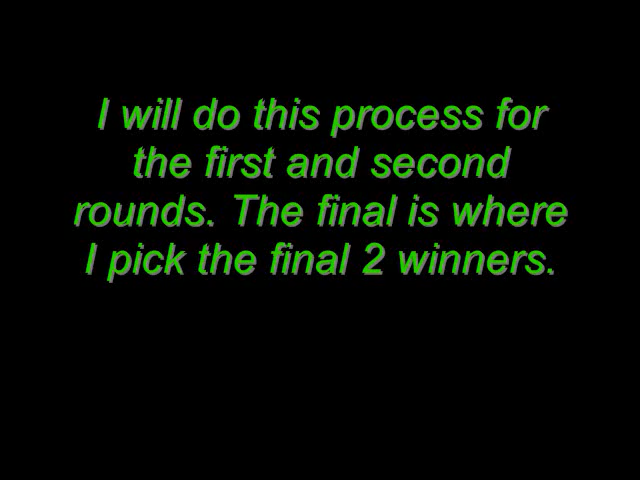 I will do this process for
the first and second
rounds. The final is where
I pick the final 2 winners.